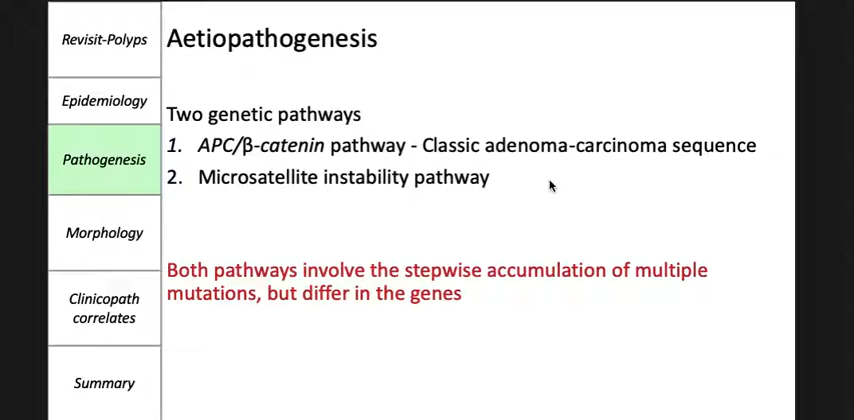 Revisit-Polyps
Aetiopathogenesis
Epidemiology
Two genetic pathways
Pathogenesis
1. APC/β-catenin pathway - Classic adenoma-carcinoma sequence
2. Microsatellite instability pathway
Morphology
Both pathways involve the stepwise accumulation of multiple
mutations, but differ in the genes
Clinicopath
correlates
Summary